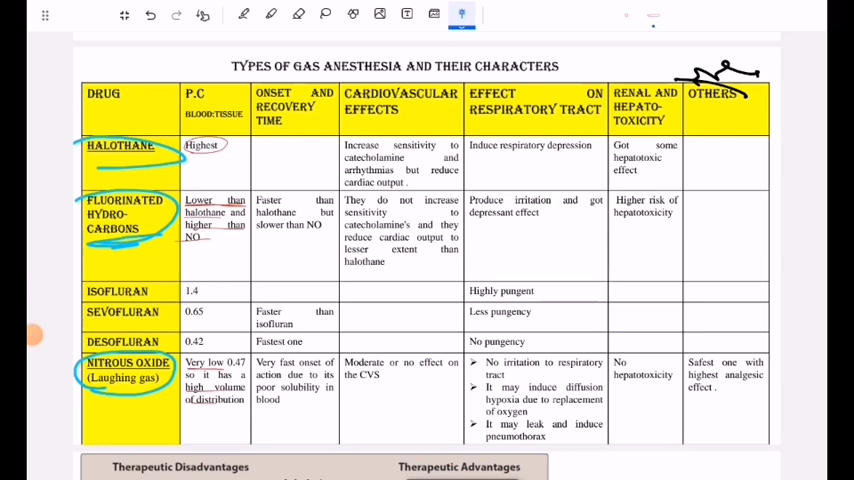 TYPES OF GAS ANESTHESIA AND THEIR CHARACTERS
DRUG
P.C
BLOOD:TISSUE
ONSET AND
RECOVERY
TIME
CARDIOVASCULAR
EFFECTS
EFFECT ON
RESPIRATORY TRACT
RENAL AND
HEPATO-
TOXICITY
OTHERS
HALOTHANE
Highest
Increase sensitivity to
catecholamine and
arrhythmias but reduce
cardiac output .
Induce respiratory depression
Got some
hepatotoxic
effect
FLUORINATED
HYDRO-
CARBONS
Lower than
halothane and
higher than
NO
Faster than
halothane but
slower than NO
They do not increase
sensitivity to
catecholamine's and they
reduce cardiac output to
lesser extent than
halothane
Produce irritation and got
depressant effect
Higher risk of
hepatotoxicity
ISOFLURAN
1.4
Highly pungent
SEVOFLURAN
0.65
Faster than
isofluran
Less pungency
DESOFLURAN
0.42
Fastest one
No pungency
NITROUS OXIDE
(Laughing gas)
Very low 0.47
so it has a
high volume
of distribution
Very fast onset of
action due to its
poor solubility in
blood
Moderate or no effect on
the CVS
➤ No irritation to respiratory
tract
➤ It may induce diffusion
hypoxia due to replacement
of oxygen
➤ It may leak and induce
pneumothorax
No
hepatotoxicity
Safest one with
highest analgesic
effect .
Therapeutic Disadvantages
Therapeutic Advantages